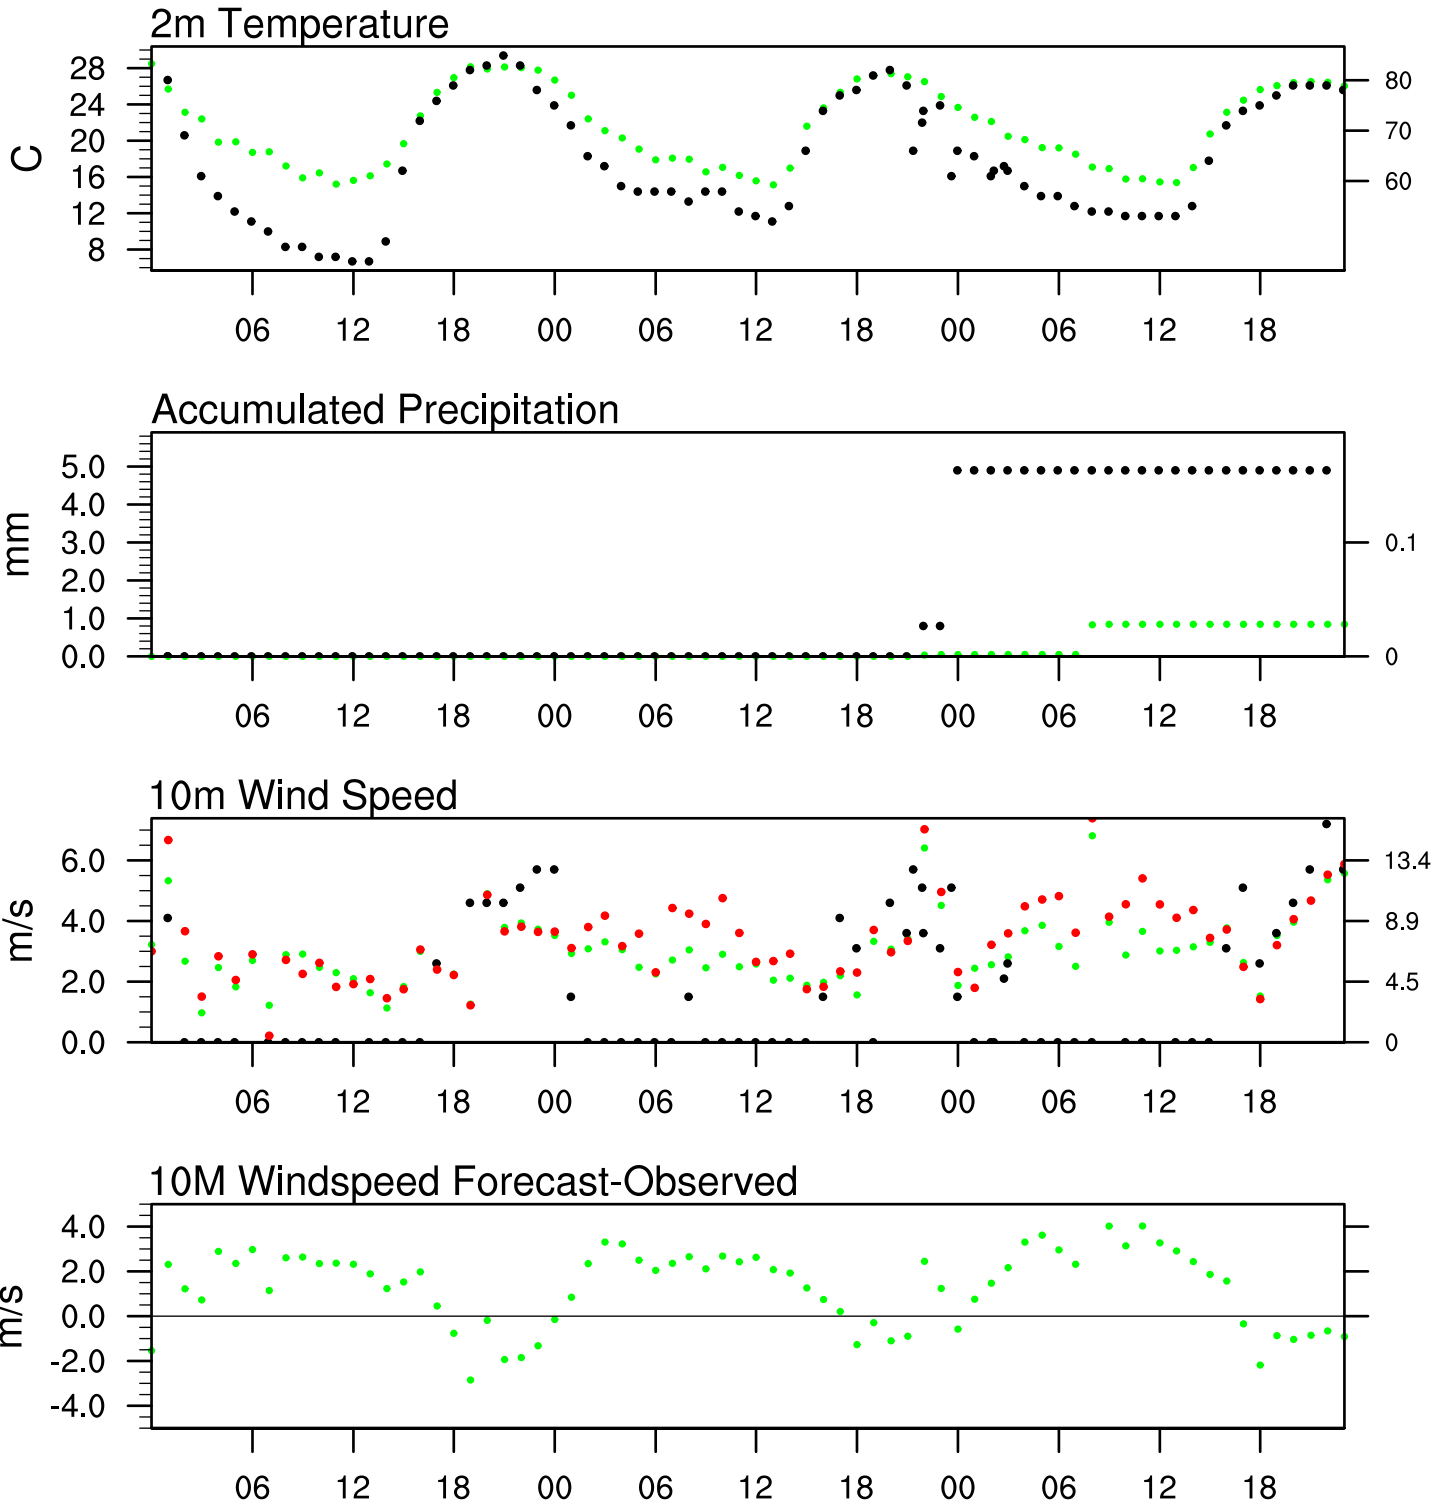 2m Temperature
28
24
20
16
12
8
C
80
70
60
06 12 18 00 06 12 18 00 06 12 18
Accumulated Precipitation
5.0
4.0
3.0
2.0
1.0
0.0
mm
0.1
0
06 12 18 00 06 12 18 00 06 12 18
10m Wind Speed
6.0
4.0
2.0
0.0
m/s
13.4
8.9
4.5
0
06 12 18 00 06 12 18 00 06 12 18
10M Windspeed Forecast-Observed
4.0
2.0
0.0
-2.0
-4.0
m/s
06 12 18 00 06 12 18 00 06 12 18